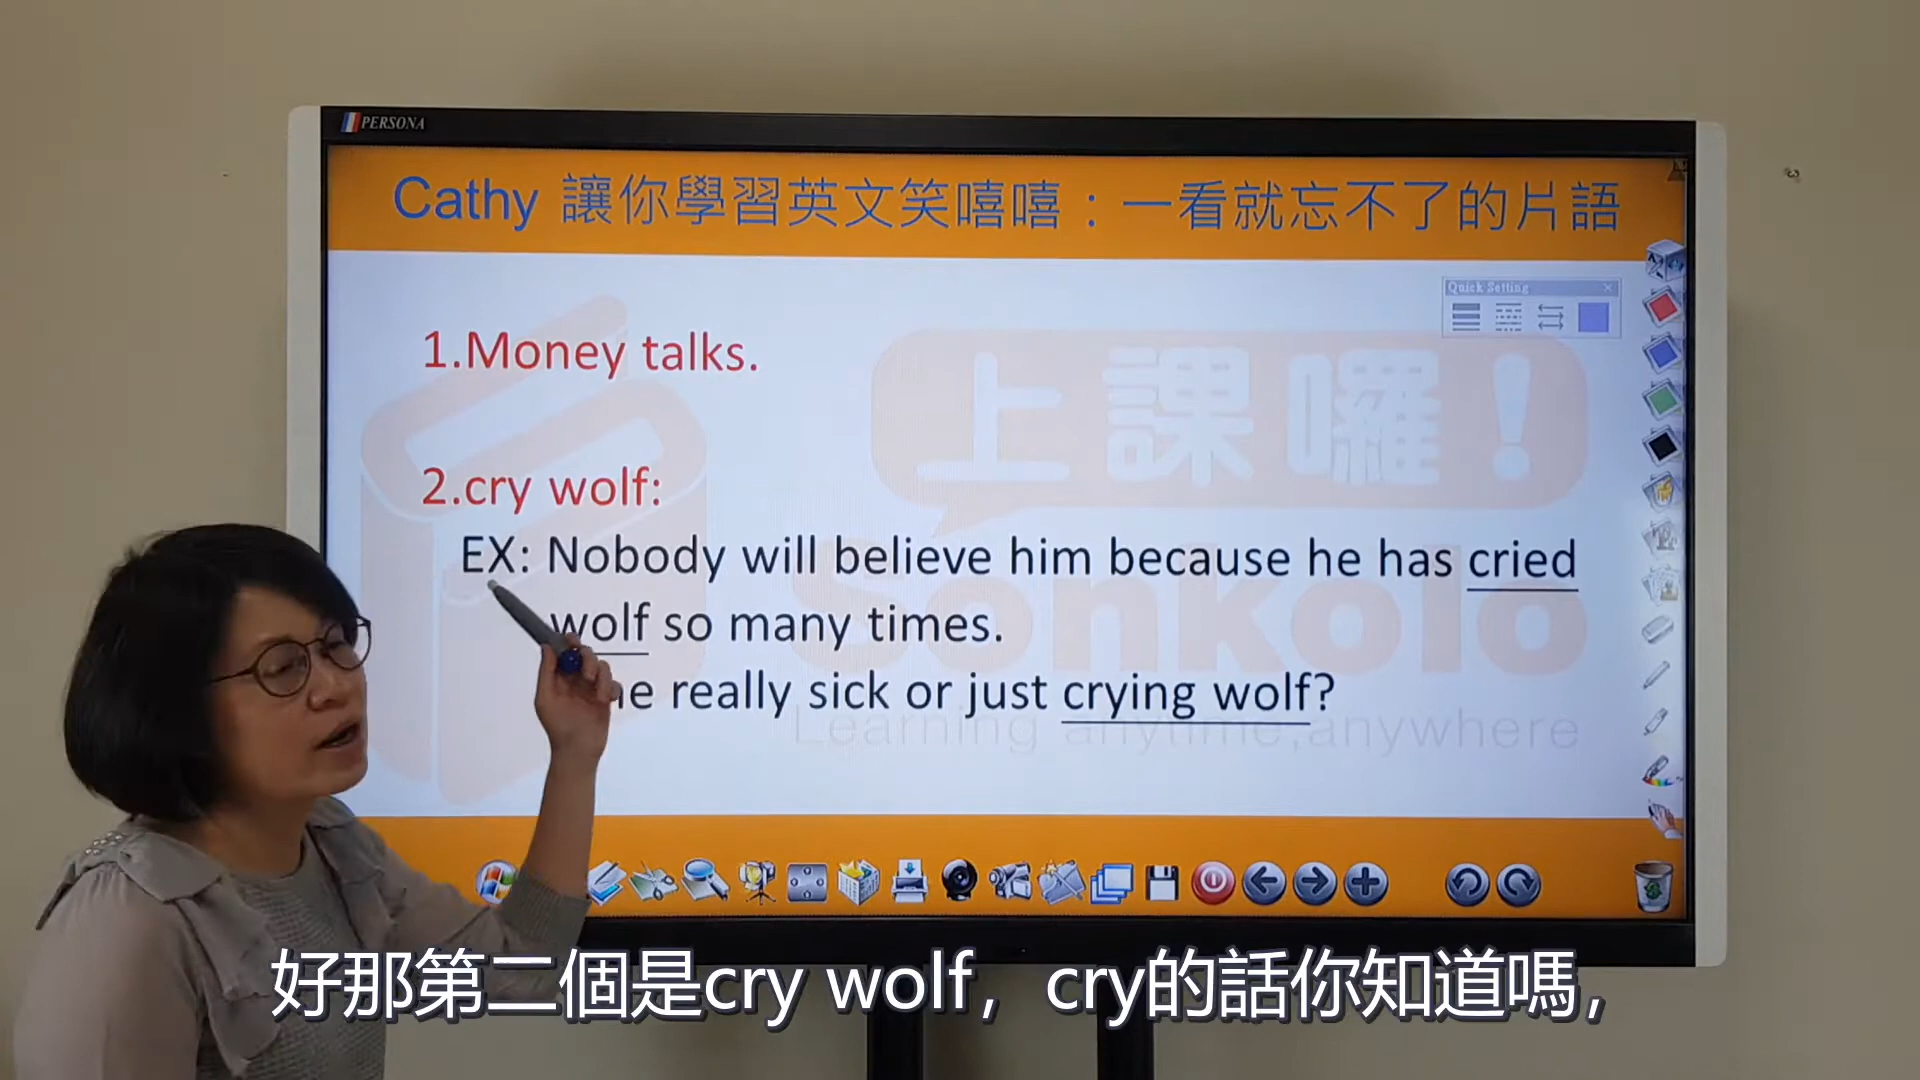 PERSONA
Cathy 讓你學習英文笑嘻嘻：一看就忘不了的片語
Quick Setting
1.Money talks.
上課囉！
2.cry wolf:
EX: Nobody will believe him because he has cried
wolf so many times.
he really sick or just crying wolf?
Sonkolo
Learning anytime,anywhere
好那第二個是cry wolf，cry的話你知道嗎，